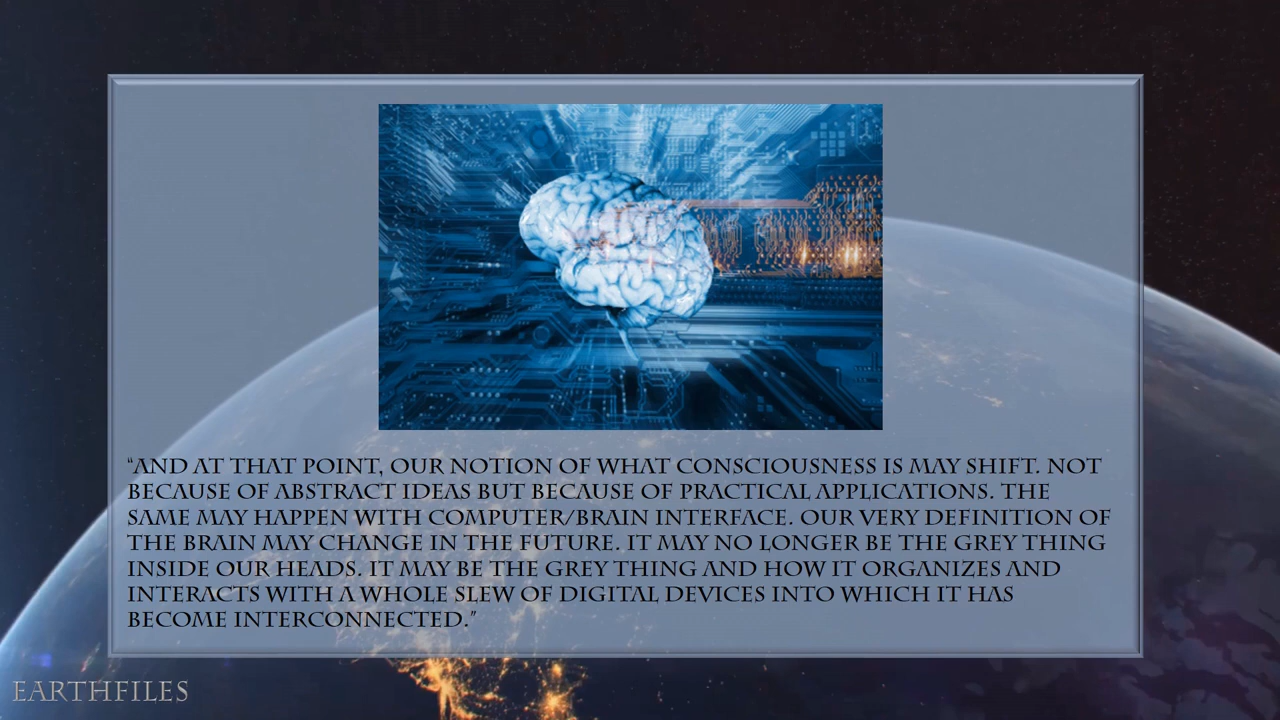 “AND AT THAT POINT, OUR NOTION OF WHAT CONSCIOUSNESS IS MAY SHIFT. NOT
BECAUSE OF ABSTRACT IDEAS BUT BECAUSE OF PRACTICAL APPLICATIONS. THE
SAME MAY HAPPEN WITH COMPUTER/BRAIN INTERFACE. OUR VERY DEFINITION OF
THE BRAIN MAY CHANGE IN THE FUTURE. IT MAY NO LONGER BE THE GREY THING
INSIDE OUR HEADS. IT MAY BE THE GREY THING AND HOW IT ORGANIZES AND
INTERACTS WITH A WHOLE SLEW OF DIGITAL DEVICES INTO WHICH IT HAS
BECOME INTERCONNECTED.”
EARTHFILES